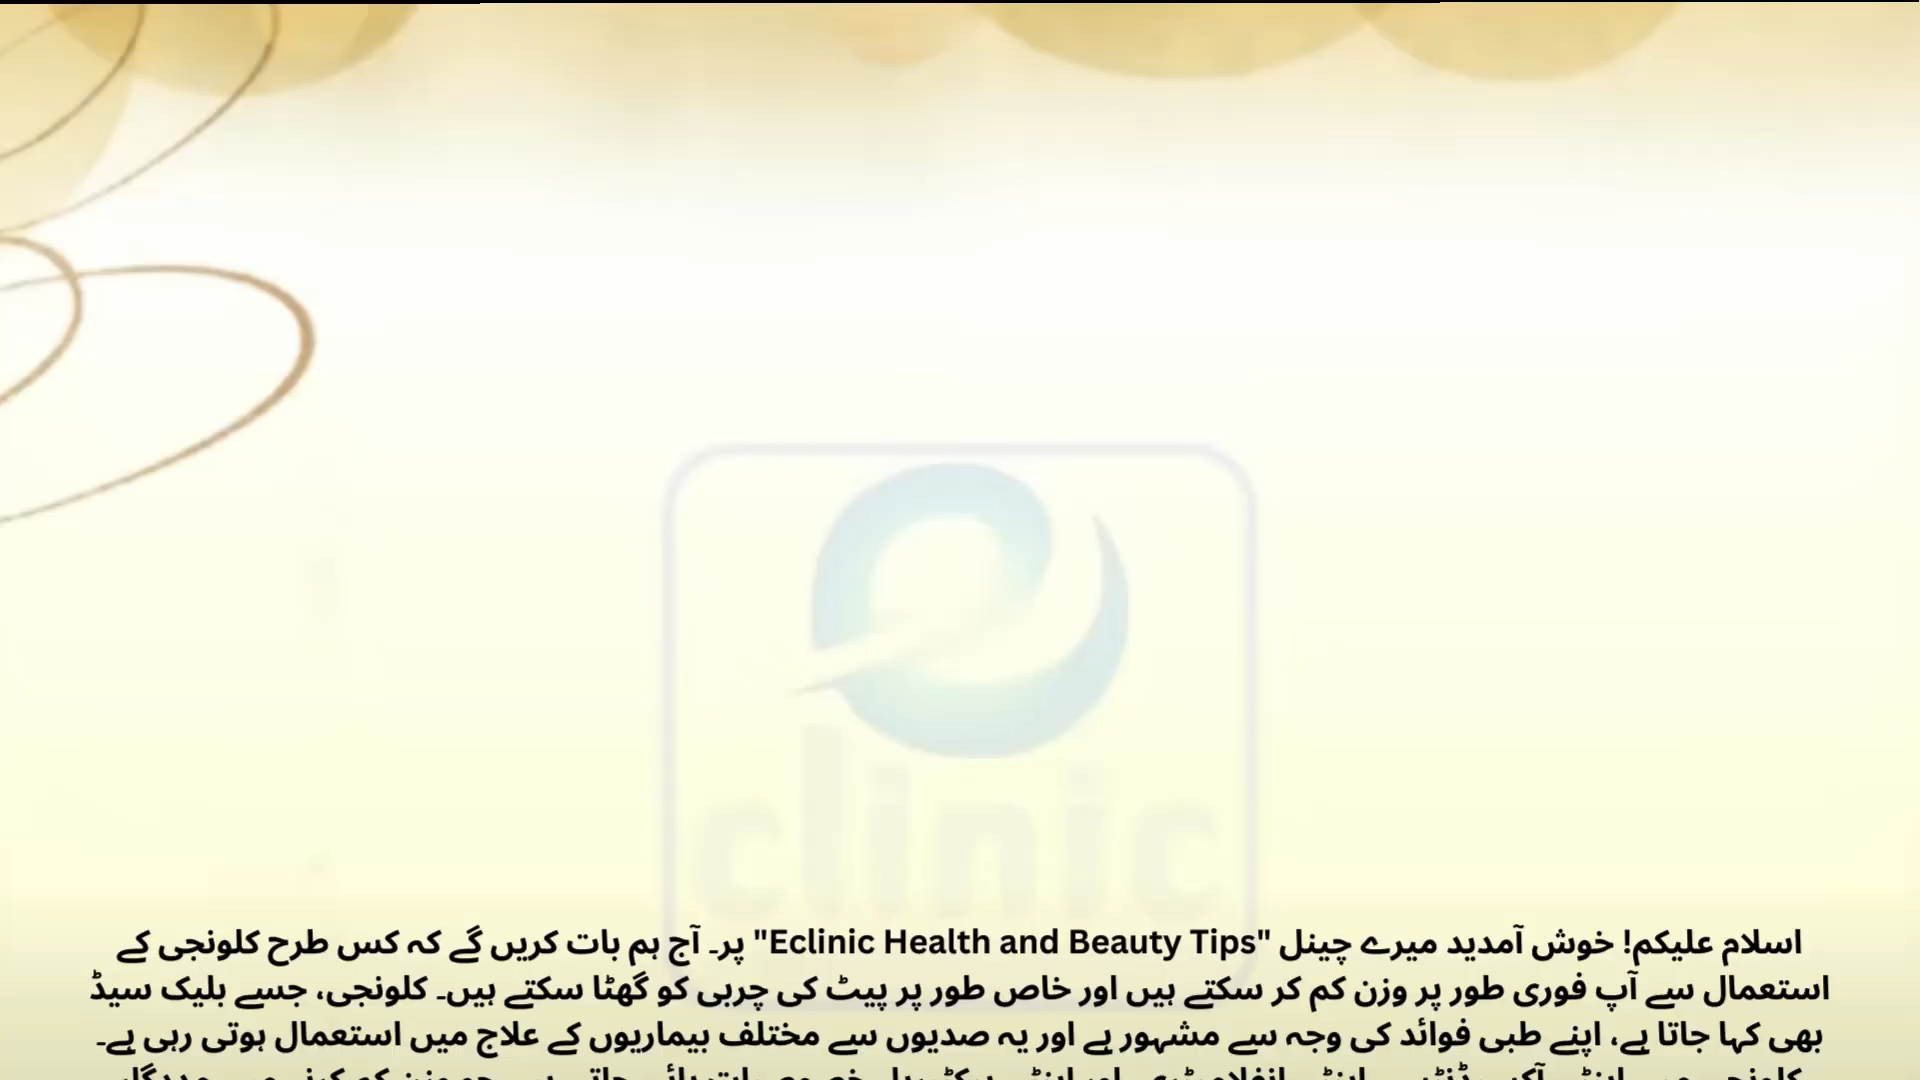 clinic
اسلام علیکم! خوش آمدید میرے چینل "Eclinic Health and Beauty Tips" پر۔ آج ہم بات کریں گے کہ کس طرح کلونجی کے
استعمال سے آپ فوری طور پر وزن کم کر سکتے ہیں اور خاص طور پر پیٹ کی چربی کو گھٹا سکتے ہیں۔ کلونجی، جسے بلیک سیڈ
بھی کہا جاتا ہے، اپنے طبی فوائد کی وجہ سے مشہور ہے اور یہ صدیوں سے مختلف بیماریوں کے علاج میں استعمال ہوتی رہی ہے۔